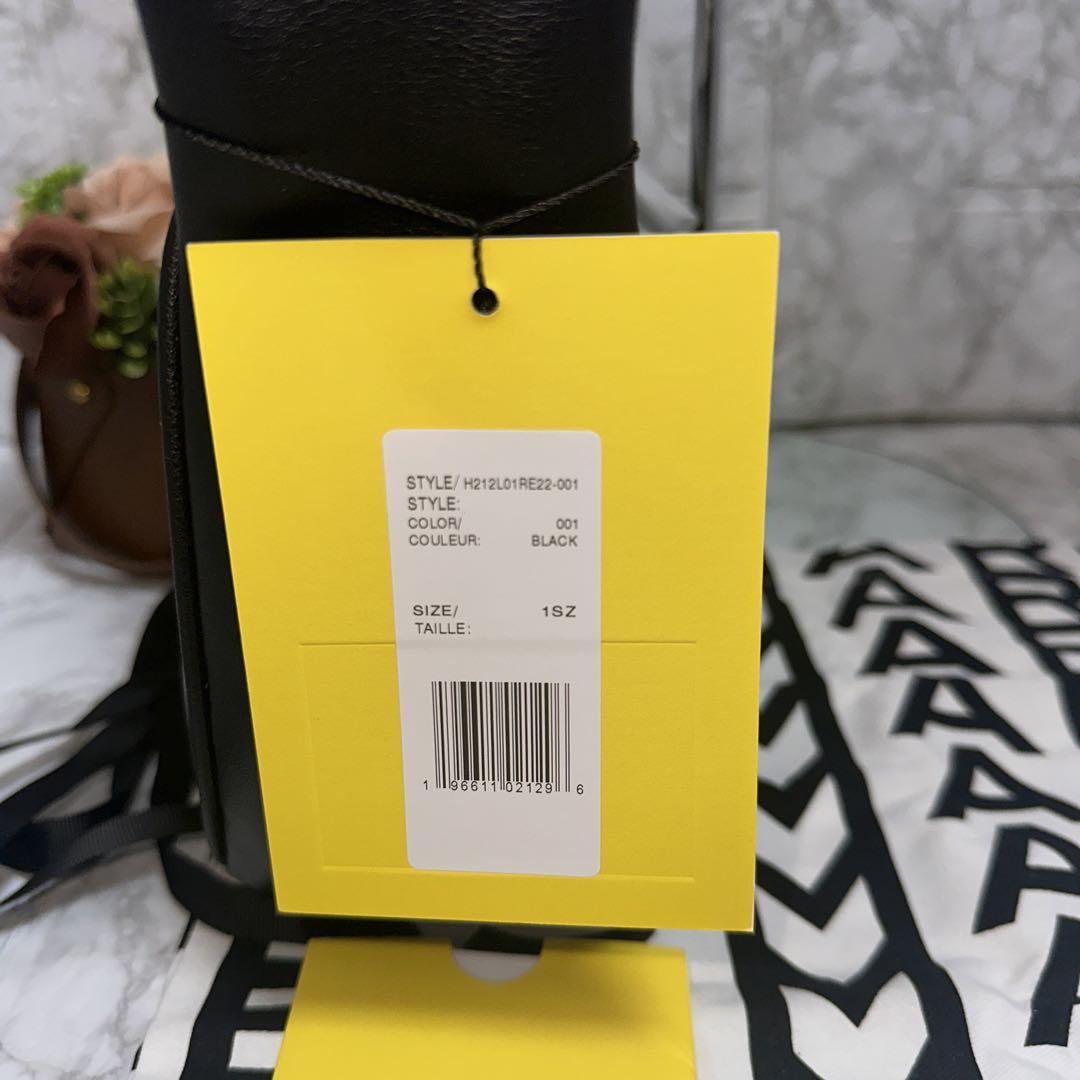 STYLE/ H212L01RE22-001
STYLE:
COLOR/ 001
COULEUR: BLACK
SIZE/ 1SZ
TAILLE:
1 96611 02129 6